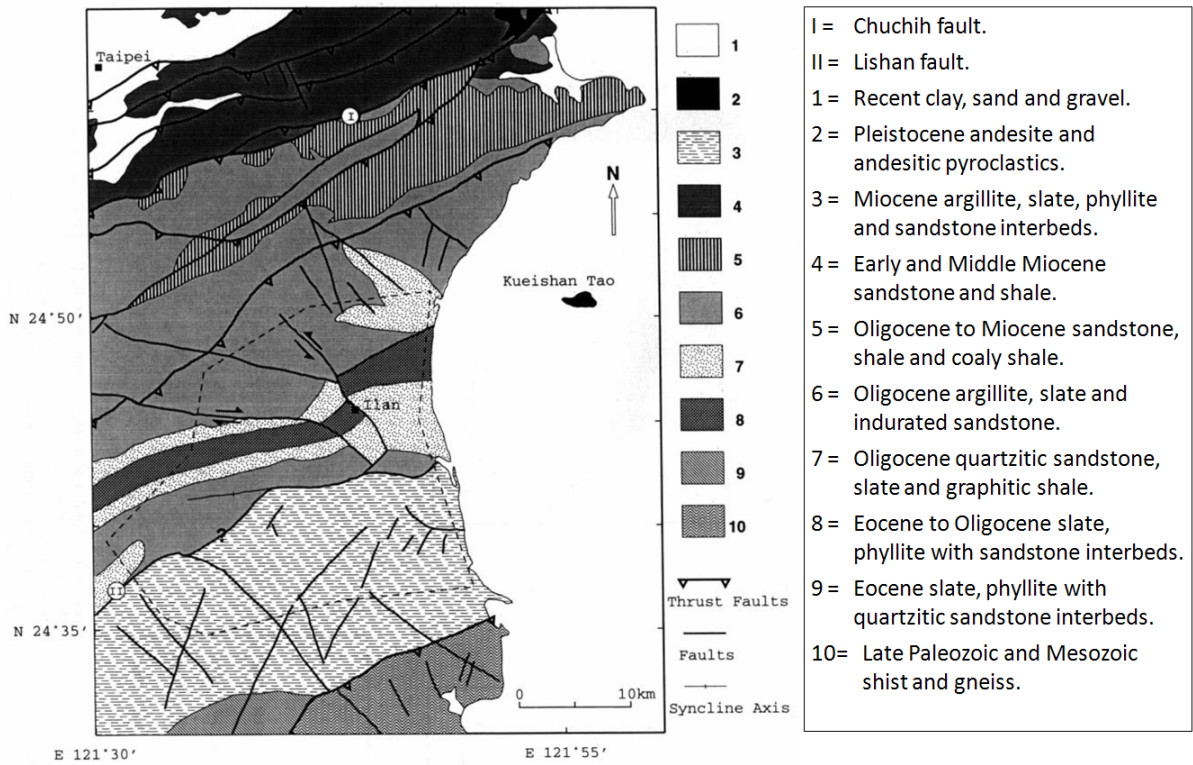 Taipei
I
N
Kueishan Tao
N 24°50'
Ilan
?
II
N 24°35'
0 10km
E 121°30' E 121°55'
1
2
3
4
5
6
7
8
9
10
Thrust Faults
Faults
Syncline Axis
I = Chuchih fault.
II = Lishan fault.
1 = Recent clay, sand and gravel.
2 = Pleistocene andesite and
andesitic pyroclastics.
3 = Miocene argillite, slate, phyllite
and sandstone interbeds.
4 = Early and Middle Miocene
sandstone and shale.
5 = Oligocene to Miocene sandstone,
shale and coaly shale.
6 = Oligocene argillite, slate and
indurated sandstone.
7 = Oligocene quartzitic sandstone,
slate and graphitic shale.
8 = Eocene to Oligocene slate,
phyllite with sandstone interbeds.
9 = Eocene slate, phyllite with
quartzitic sandstone interbeds.
10= Late Paleozoic and Mesozoic
shist and gneiss.